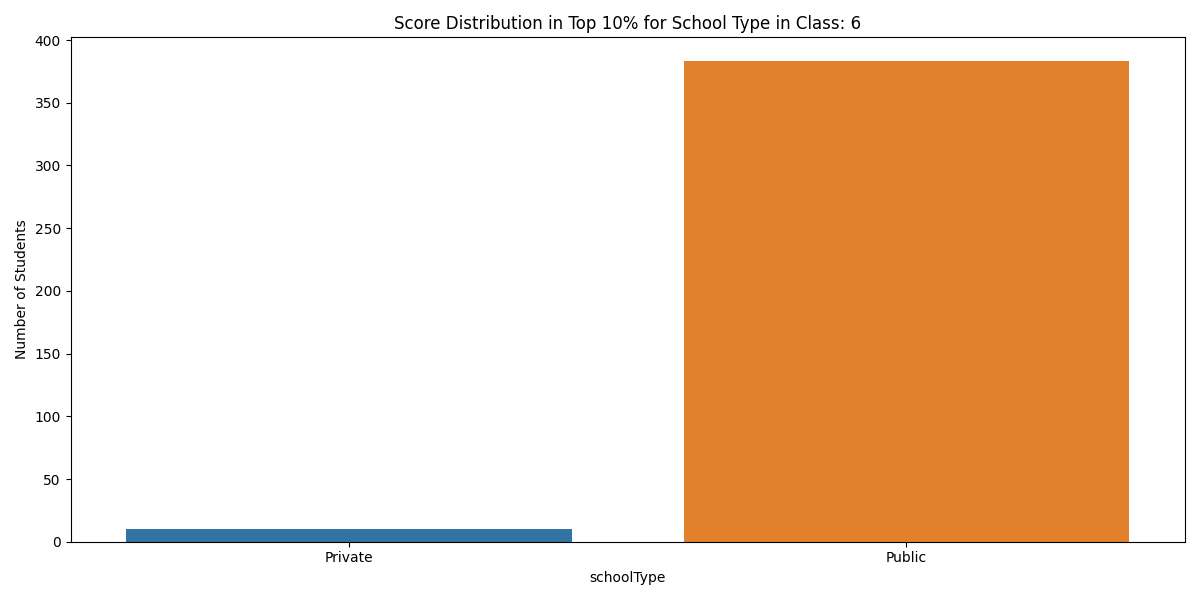 Score Distribution in Top 10% for School Type in Class: 6
400
350
300
250
200
150
100
50
0
Number of Students
Private
Public
schoolType